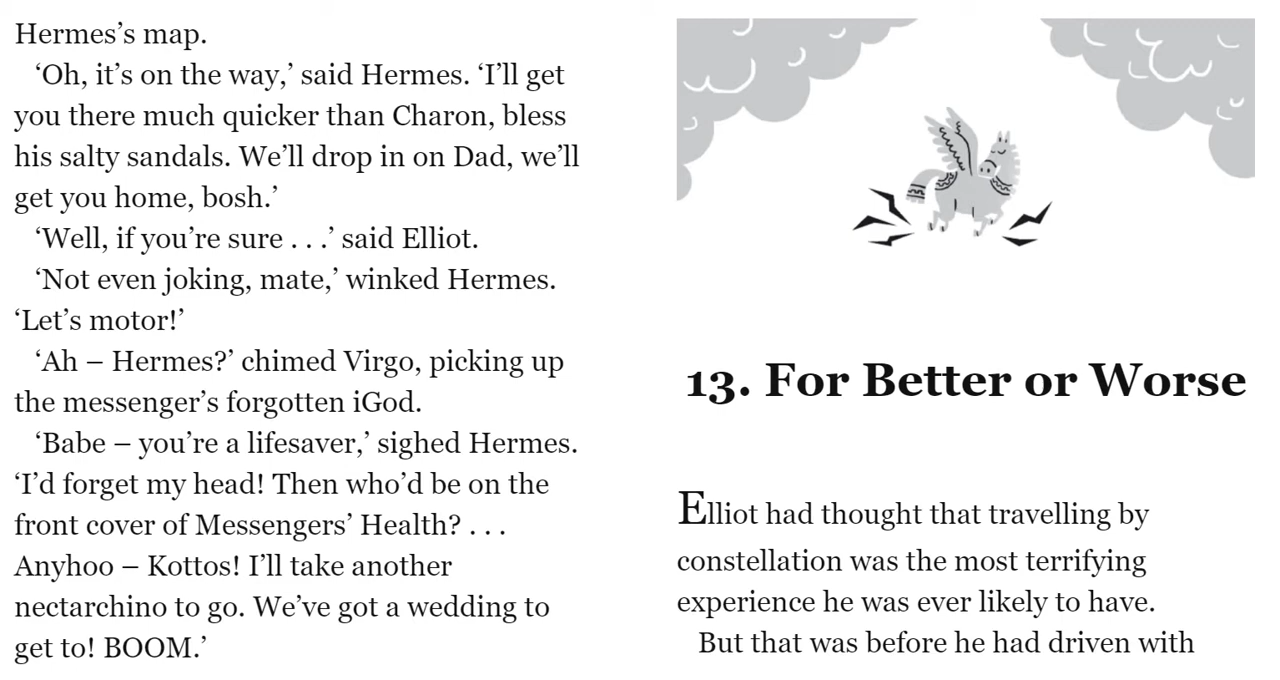 Hermes’s map.
‘Oh, it’s on the way,’ said Hermes. ‘I’ll get
you there much quicker than Charon, bless
his salty sandals. We’ll drop in on Dad, we’ll
get you home, bosh.’
‘Well, if you’re sure . . .’ said Elliot.
‘Not even joking, mate,’ winked Hermes.
‘Let’s motor!’
‘Ah – Hermes?’ chimed Virgo, picking up
the messenger’s forgotten iGod.
‘Babe – you’re a lifesaver,’ sighed Hermes.
‘I’d forget my head! Then who’d be on the
front cover of Messengers’ Health? . . .
Anyhoo – Kottos! I’ll take another
nectarchino to go. We’ve got a wedding to
get to! BOOM.’
13. For Better or Worse
Elliot had thought that travelling by
constellation was the most terrifying
experience he was ever likely to have.
But that was before he had driven with